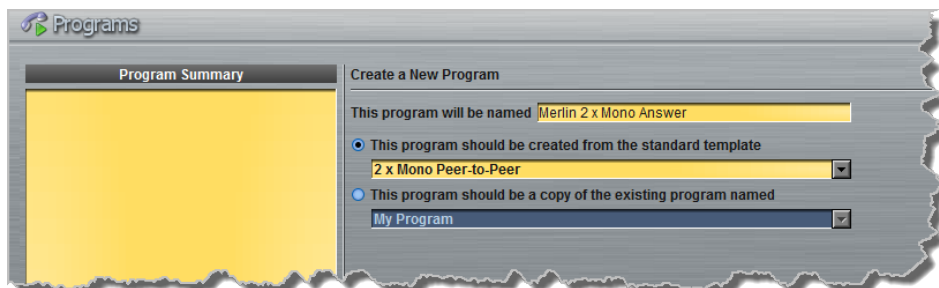 Programs
Program Summary
Create a New Program
This program will be named Merlin 2 x Mono Answer
This program should be created from the standard template
2 x Mono Peer-to-Peer
This program should be a copy of the existing program named
My Program